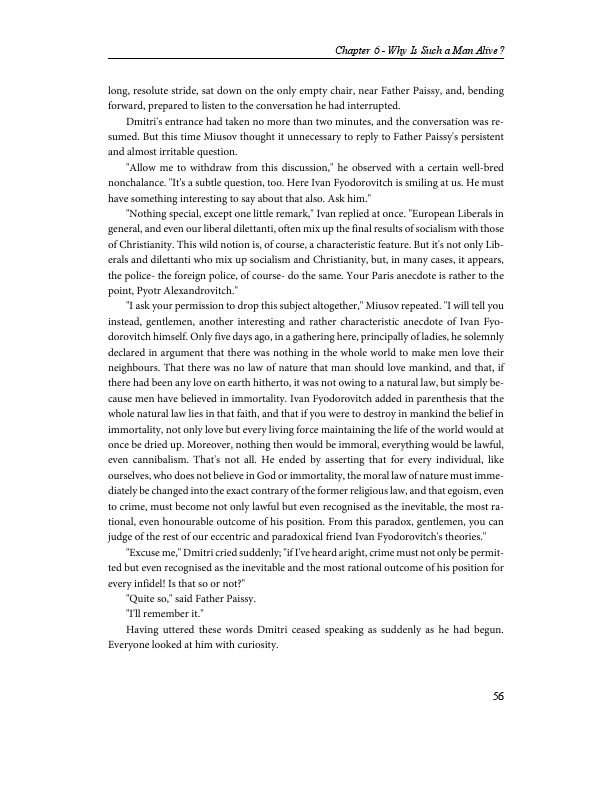 Chapter 6 - Why Is Such a Man Alive?
long, resolute stride, sat down on the only empty chair, near Father Paissy, and, bending
forward, prepared to listen to the conversation he had interrupted.
Dmitri's entrance had taken no more than two minutes, and the conversation was re-
sumed. But this time Miusov thought it unnecessary to reply to Father Paissy's persistent
and almost irritable question.
"Allow me to withdraw from this discussion," he observed with a certain well-bred
nonchalance. "It's a subtle question, too. Here Ivan Fyodorovitch is smiling at us. He must
have something interesting to say about that also. Ask him."
"Nothing special, except one little remark," Ivan replied at once. "European Liberals in
general, and even our liberal dilettanti, often mix up the final results of socialism with those
of Christianity. This wild notion is, of course, a characteristic feature. But it's not only Lib-
erals and dilettanti who mix up socialism and Christianity, but, in many cases, it appears,
the police- the foreign police, of course- do the same. Your Paris anecdote is rather to the
point, Pyotr Alexandrovitch."
"I ask your permission to drop this subject altogether," Miusov repeated. "I will tell you
instead, gentlemen, another interesting and rather characteristic anecdote of Ivan Fyo-
dorovitch himself. Only five days ago, in a gathering here, principally of ladies, he solemnly
declared in argument that there was nothing in the whole world to make men love their
neighbours. That there was no law of nature that man should love mankind, and that, if
there had been any love on earth hitherto, it was not owing to a natural law, but simply be-
cause men have believed in immortality. Ivan Fyodorovitch added in parenthesis that the
whole natural law lies in that faith, and that if you were to destroy in mankind the belief in
immortality, not only love but every living force maintaining the life of the world would at
once be dried up. Moreover, nothing then would be immoral, everything would be lawful,
even cannibalism. That's not all. He ended by asserting that for every individual, like
ourselves, who does not believe in God or immortality, the moral law of nature must imme-
diately be changed into the exact contrary of the former religious law, and that egoism, even
to crime, must become not only lawful but even recognised as the inevitable, the most ra-
tional, even honourable outcome of his position. From this paradox, gentlemen, you can
judge of the rest of our eccentric and paradoxical friend Ivan Fyodorovitch's theories."
"Excuse me," Dmitri cried suddenly; "if I've heard aright, crime must not only be permit-
ted but even recognised as the inevitable and the most rational outcome of his position for
every infidel! Is that so or not?"
"Quite so," said Father Paissy.
"I'll remember it."
Having uttered these words Dmitri ceased speaking as suddenly as he had begun.
Everyone looked at him with curiosity.
56